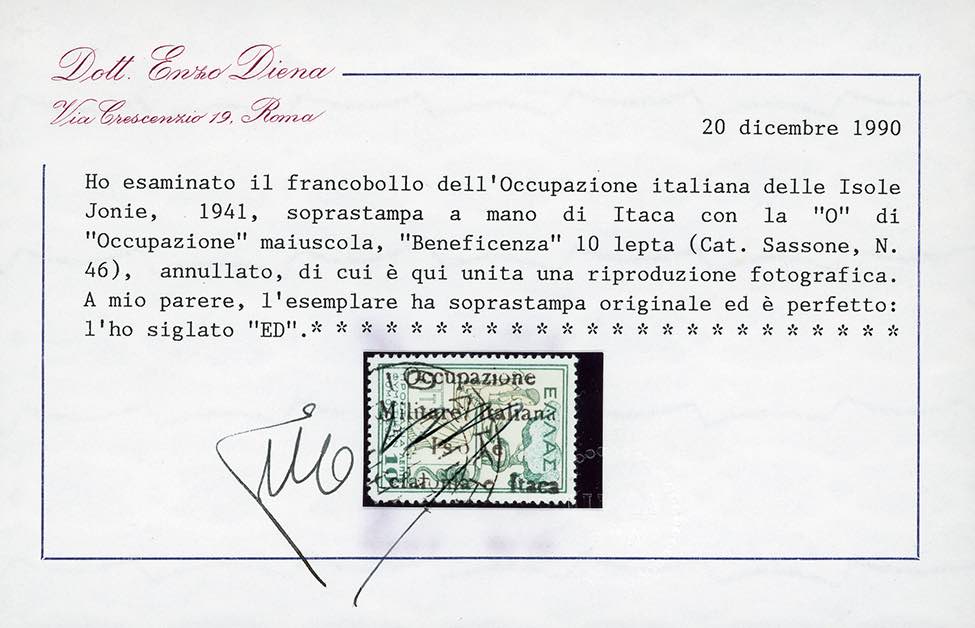 Dott. Enzo Diena
Via Crescenzio 19, Roma
20 dicembre 1990
Ho esaminato il francobollo dell'Occupazione italiana delle Isole
Jonie, 1941, soprastampa a mano di Itaca con la "O" di
"Occupazione" maiuscola, "Beneficenza" 10 lepta (Cat. Sassone, N.
46), annullato, di cui è qui unita una riproduzione fotografica.
A mio parere, l'esemplare ha soprastampa originale ed è perfetto:
l'ho siglato "ED".* * * * * * * * * * * * * * * * * * * * * * * *
Occupazione
Militare Italiana
e Itaca
ΕΛΛΑΣ
10